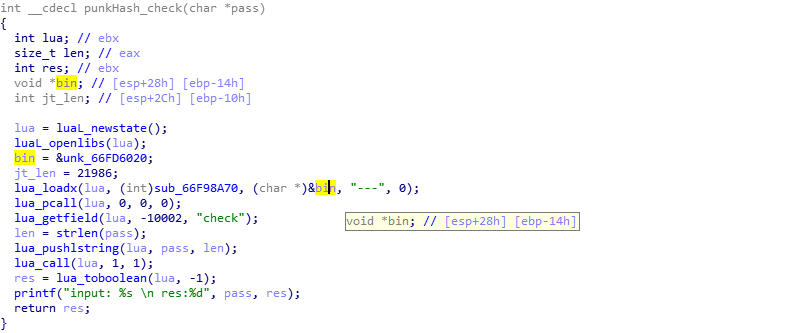 int __cdecl punkHash_check(char *pass)
{
  int lua; // ebx
  size_t len; // eax
  int res; // ebx
  void *bin; // [esp+28h] [ebp-14h]
  int jt_len; // [esp+2Ch] [ebp-10h]

  lua = luaL_newstate();
  luaL_openlibs(lua);
  bin = &unk_66FD6020;
  jt_len = 21986;
  lua_loadx(lua, (int)sub_66F98A70, (char *)&bin, "---", 0);
  lua_pcall(lua, 0, 0, 0);
  lua_getfield(lua, -10002, "check");
  len = strlen(pass);
  lua_pushlstring(lua, pass, len);
  lua_call(lua, 1, 1);
  res = lua_toboolean(lua, -1);
  printf("input: %s \n res:%d", pass, res);
  return res;
}
void *bin; // [esp+28h] [ebp-14h]